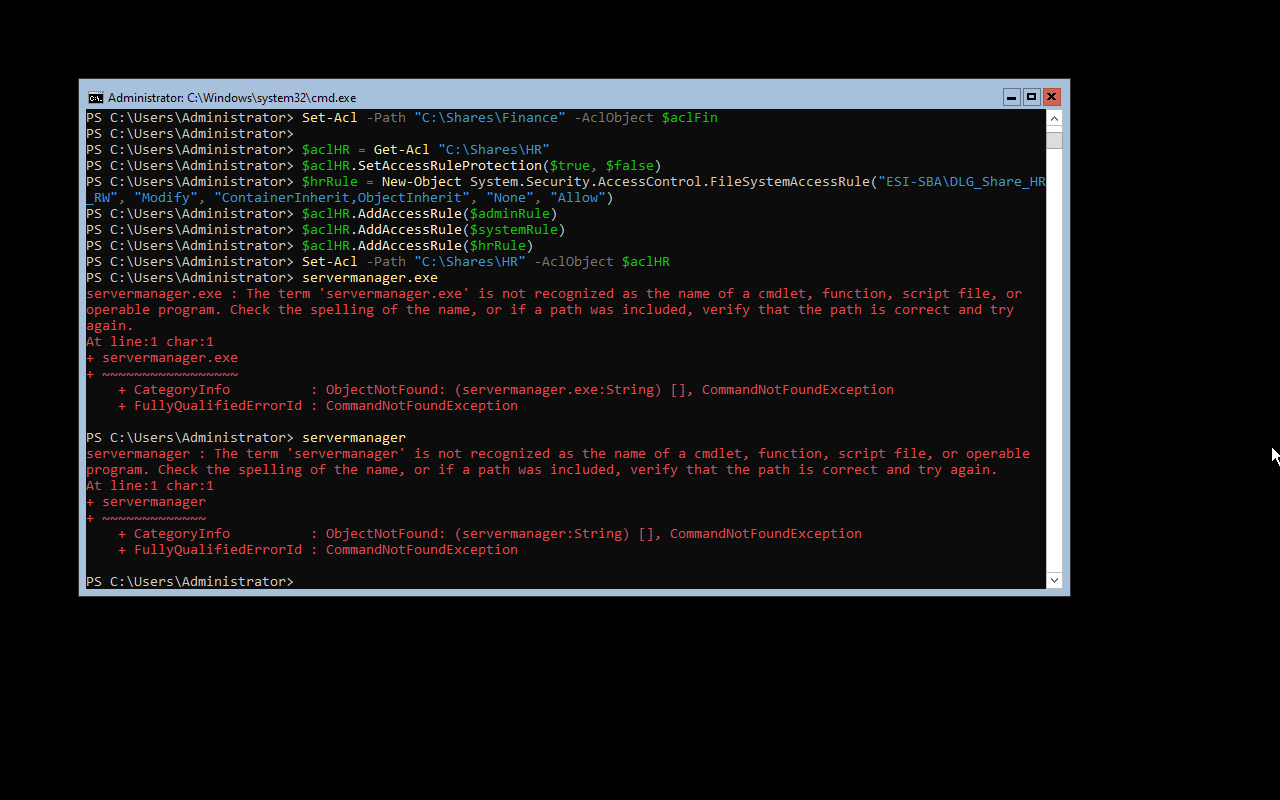 Administrator: C:\Windows\system32\cmd.exe
PS C:\Users\Administrator> Set-Acl -Path "C:\Shares\Finance" -AclObject $aclFin
PS C:\Users\Administrator>
PS C:\Users\Administrator> $aclHR = Get-Acl "C:\Shares\HR"
PS C:\Users\Administrator> $aclHR.SetAccessRuleProtection($true, $false)
PS C:\Users\Administrator> $hrRule = New-Object System.Security.AccessControl.FileSystemAccessRule("ESI-SBA\DLG_Share_HR
_RW", "Modify", "ContainerInherit,ObjectInherit", "None", "Allow")
PS C:\Users\Administrator> $aclHR.AddAccessRule($adminRule)
PS C:\Users\Administrator> $aclHR.AddAccessRule($systemRule)
PS C:\Users\Administrator> $aclHR.AddAccessRule($hrRule)
PS C:\Users\Administrator> Set-Acl -Path "C:\Shares\HR" -AclObject $aclHR
PS C:\Users\Administrator> servermanager.exe
servermanager.exe : The term 'servermanager.exe' is not recognized as the name of a cmdlet, function, script file, or
operable program. Check the spelling of the name, or if a path was included, verify that the path is correct and try
again.
At line:1 char:1
+ servermanager.exe
+ ~~~~~~~~~~~~~~~~~
    + CategoryInfo          : ObjectNotFound: (servermanager.exe:String) [], CommandNotFoundException
    + FullyQualifiedErrorId : CommandNotFoundException

PS C:\Users\Administrator> servermanager
servermanager : The term 'servermanager' is not recognized as the name of a cmdlet, function, script file, or operable
program. Check the spelling of the name, or if a path was included, verify that the path is correct and try again.
At line:1 char:1
+ servermanager
+ ~~~~~~~~~~~~~
    + CategoryInfo          : ObjectNotFound: (servermanager:String) [], CommandNotFoundException
    + FullyQualifiedErrorId : CommandNotFoundException

PS C:\Users\Administrator>